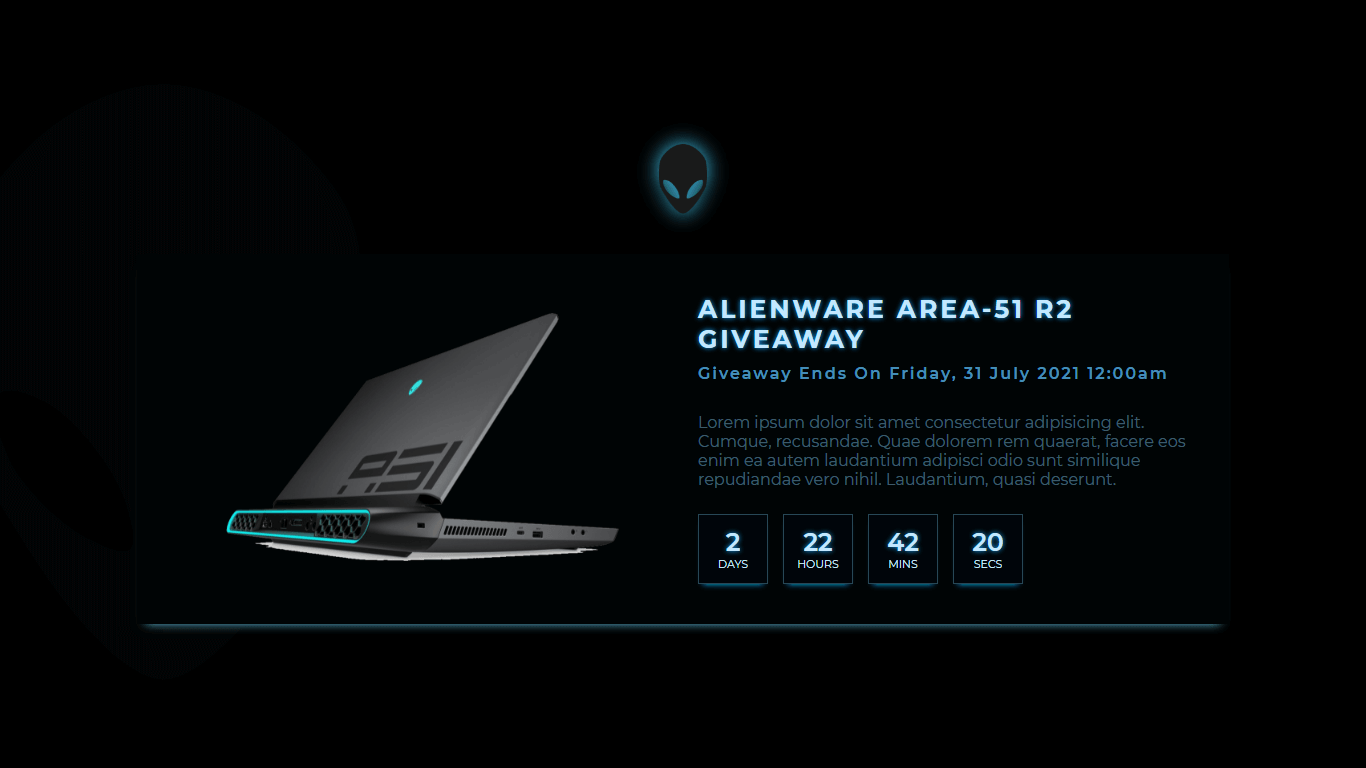 ALIENWARE AREA-51 R2
GIVEAWAY
Giveaway Ends On Friday, 31 July 2021 12:00am
Lorem ipsum dolor sit amet consectetur adipisicing elit.
Cumque, recusandae. Quae dolorem rem quaerat, facere eos
enim ea autem laudantium adipisci odio sunt similique
repudiandae vero nihil. Laudantium, quasi deserunt.
A51
2 22 42 20
DAYS HOURS MINS SECS